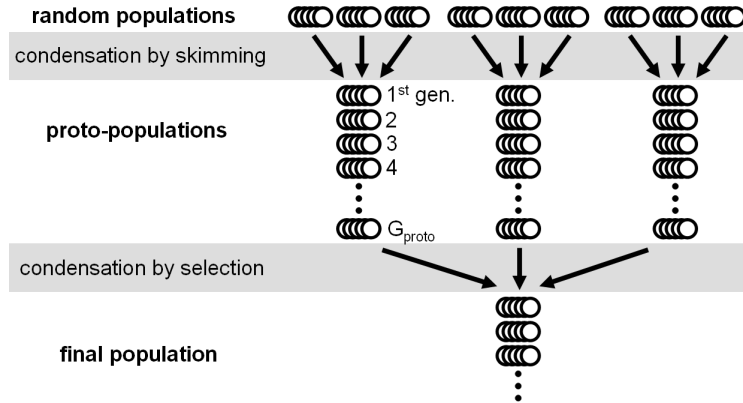 random populations
condensation by skimming
1st gen.
proto-populations
2
3
4
Gproto
condensation by selection
final population